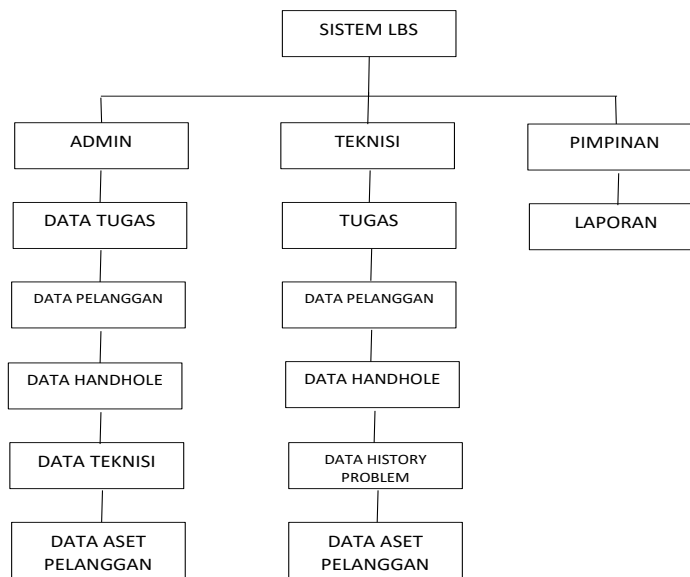 SISTEM LBS
ADMIN
TEKNISI
PIMPINAN
DATA TUGAS
TUGAS
LAPORAN
DATA PELANGGAN
DATA PELANGGAN
DATA HANDHOLE
DATA HANDHOLE
DATA TEKNISI
DATA HISTORY
PROBLEM
DATA ASET
PELANGGAN
DATA ASET
PELANGGAN